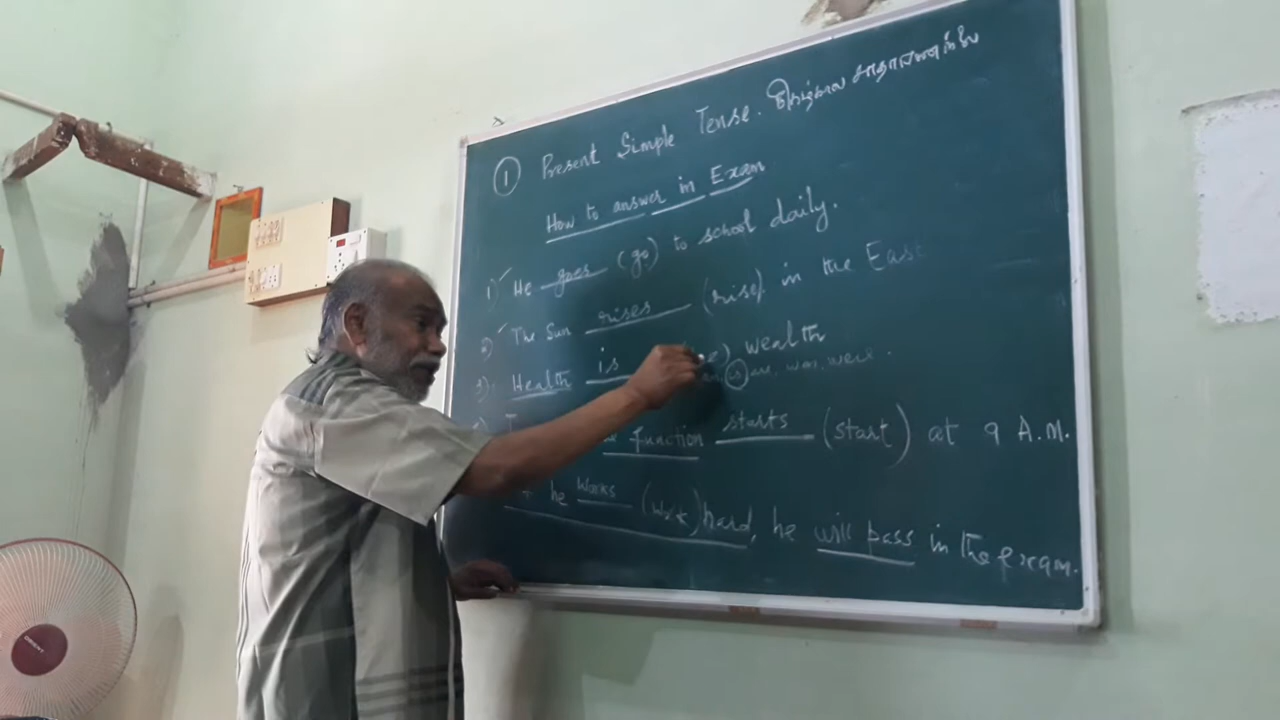 ① Present Simple Tense.
How to answer in Exam
1) He goes (go) to school daily.
2) The Sun rises (rise) in the East
3) Health is wealth
is are. was. were.
function starts (start) at 9 A.M.
he works (work) hard, he will pass in the exam.